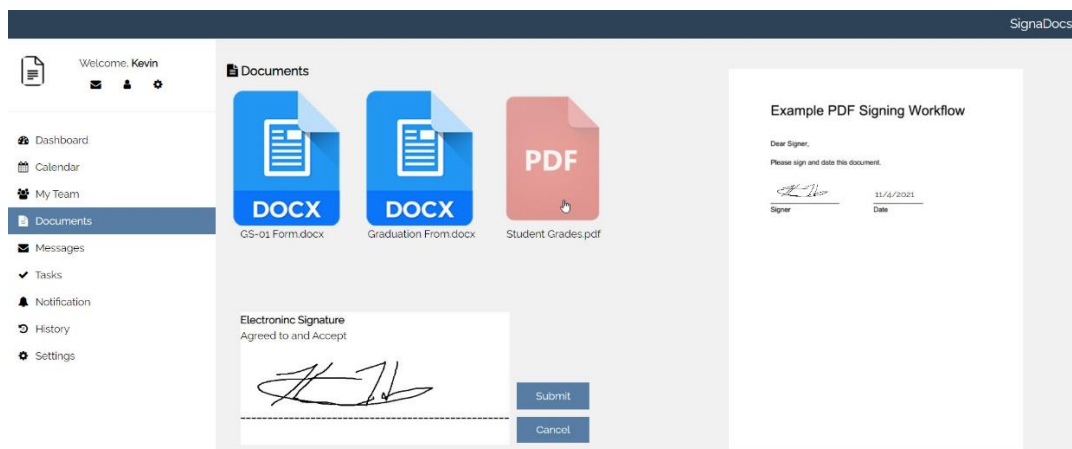 SignaDocs
Welcome, Kevin
Dashboard
Calendar
My Team
Documents
Messages
Tasks
Notification
History
Settings
Documents
DOCX
DOCX
PDF
GS-01 Form.docx
Graduation From.docx
Student Grades.pdf
Electroninc Signature
Agreed to and Accept
Submit
Cancel
Example PDF Signing Workflow
Dear Signer,
Please sign and date this document.
11/4/2021
Signer
Date